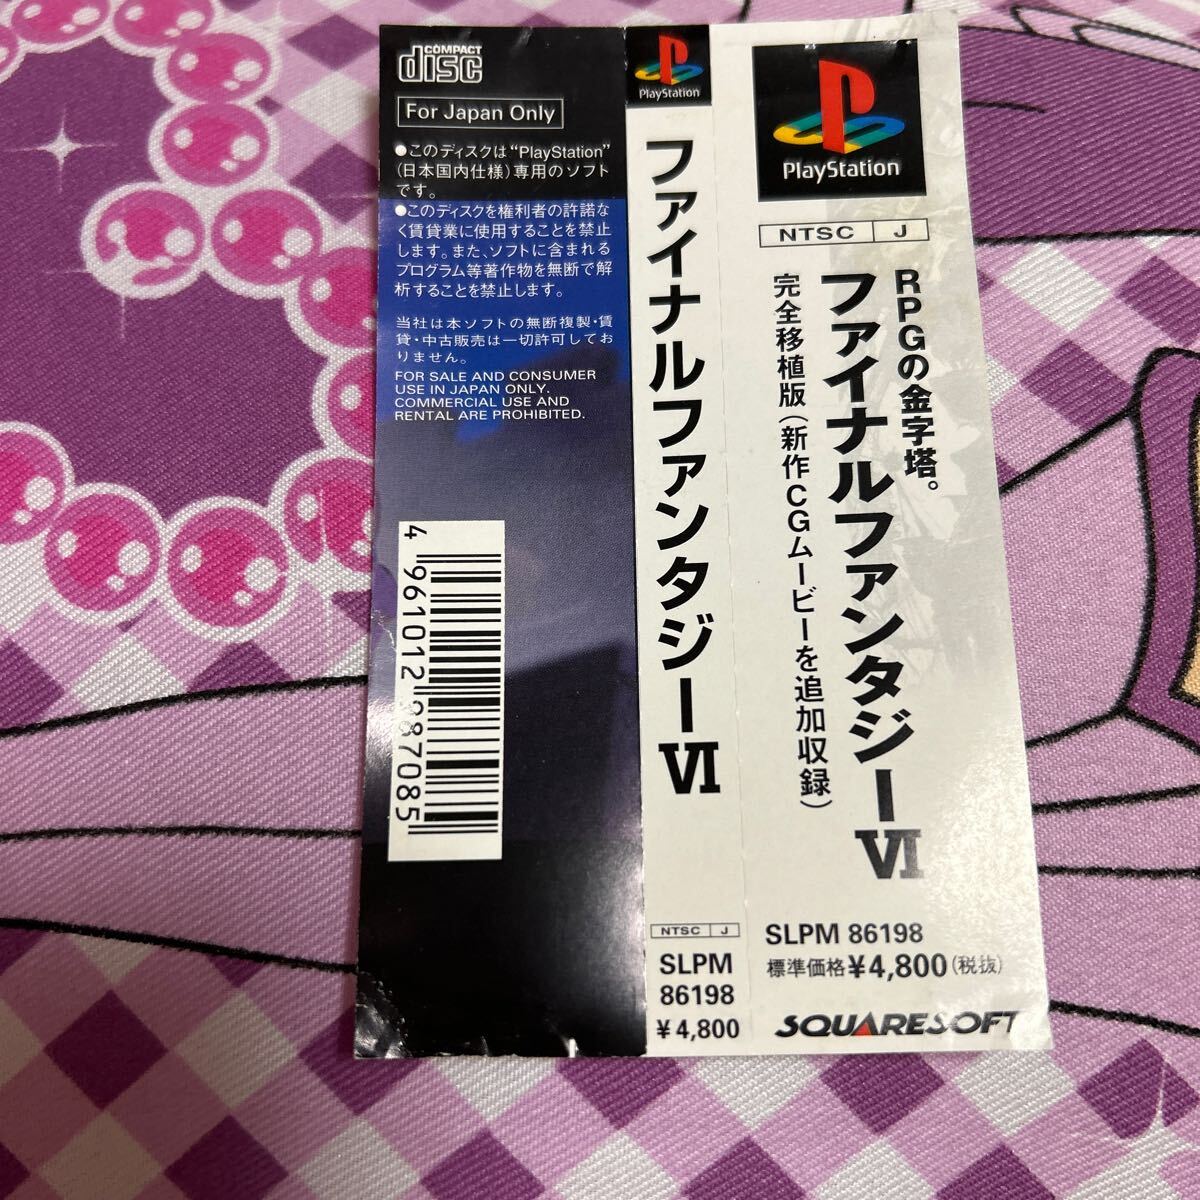 COMPACT
disc
For Japan Only
●このディスクは“PlayStation”
(日本国内仕様)専用のソフト
です。
●このディスクを権利者の許諾な
く賃貸業に使用することを禁止
します。また、ソフトに含まれる
プログラム等著作物を無断で解
析することを禁止します。
当社は本ソフトの無断複製・賃
貸・中古販売は一切許可してお
りません。
FOR SALE AND CONSUMER
USE IN JAPAN ONLY.
COMMERCIAL USE AND
RENTAL ARE PROHIBITED.
4 961012 987085
PlayStation
ファイナルファンタジーVI
NTSC J
SLPM
86198
¥4,800
PlayStation
NTSC J
RPGの金字塔。
ファイナルファンタジーVI
完全移植版(新作CGムービーを追加収録)
SLPM 86198
標準価格¥4,800(税抜)
SQUARESOFT